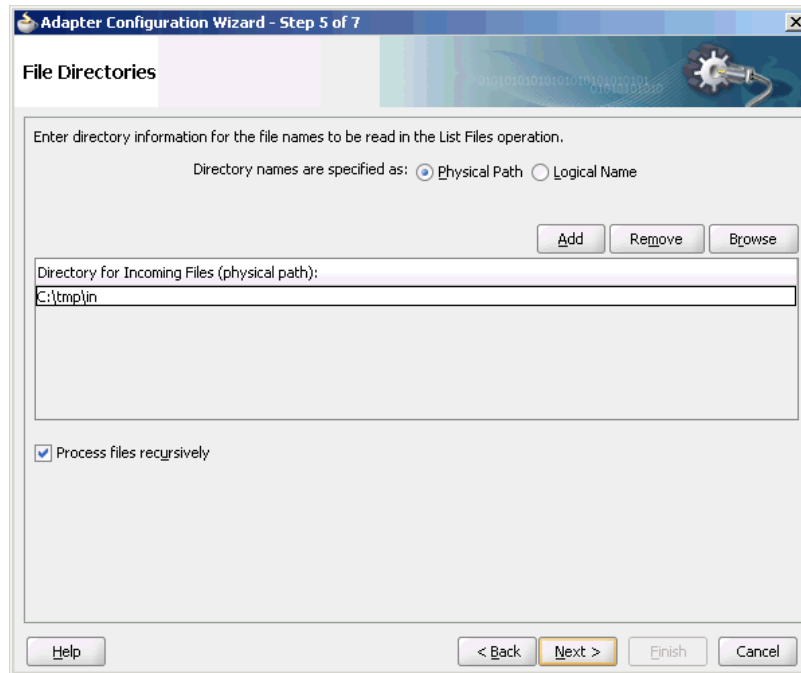 Adapter Configuration Wizard - Step 5 of 7
File Directories
01010101010101010101010101
01010101010
Enter directory information for the file names to be read in the List Files operation.
Directory names are specified as: Physical Path Logical Name
Add Remove Browse
Directory for Incoming Files (physical path):
C:\tmp\in
Process files recursively
Help < Back Next > Finish Cancel